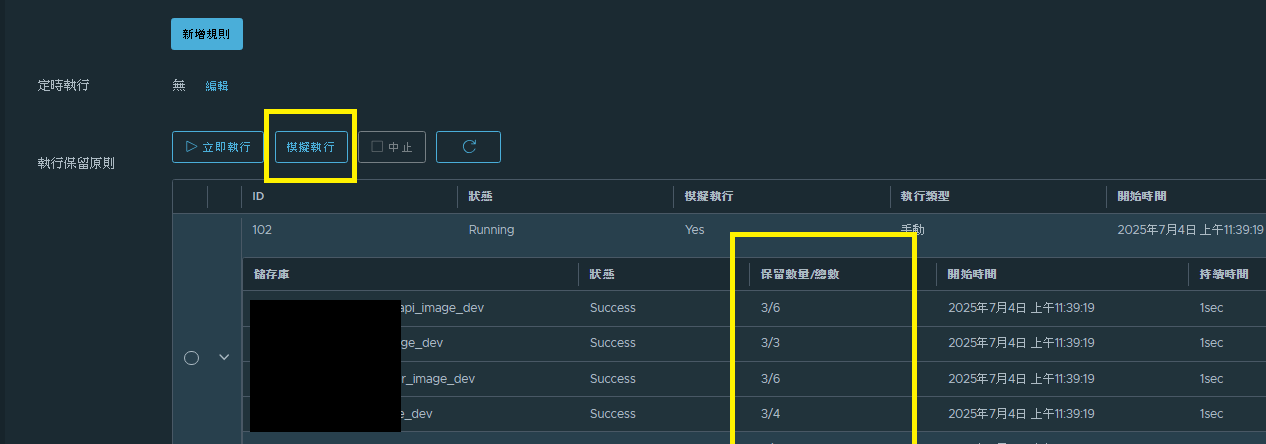 新增規則
定時執行 無 編輯
執行保留原則 立即執行 模擬執行 中止
ID 狀態 模擬執行 執行類型 開始時間
102 Running Yes 手動 2025年7月4日 上午11:39:19
儲存庫 狀態 保留數量/總數 開始時間 持續時間
api_image_dev Success 3/6 2025年7月4日 上午11:39:19 1sec
ge_dev Success 3/3 2025年7月4日 上午11:39:19 1sec
r_image_dev Success 3/6 2025年7月4日 上午11:39:19 1sec
e_dev Success 3/4 2025年7月4日 上午11:39:19 1sec